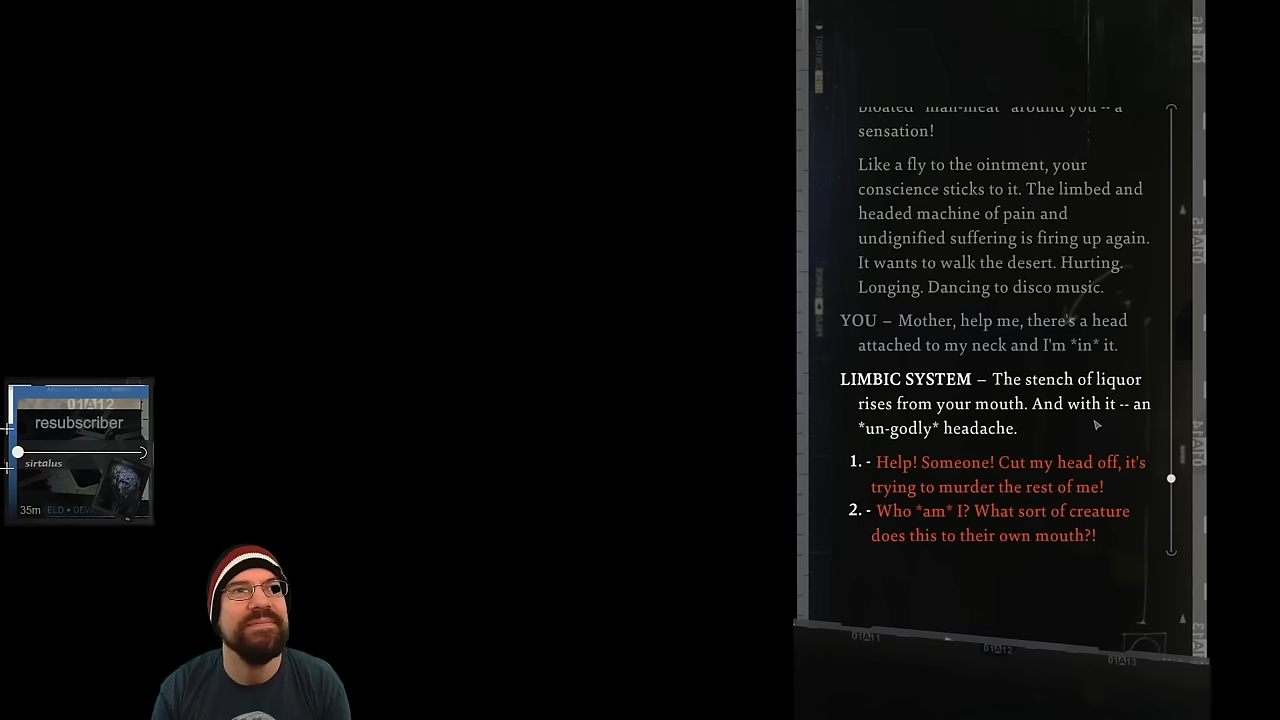 bloated *man-meat* around you -- a
sensation!
Like a fly to the ointment, your
conscience sticks to it. The limbed and
headed machine of pain and
undignified suffering is firing up again.
It wants to walk the desert. Hurting.
Longing. Dancing to disco music.
YOU – Mother, help me, there's a head
attached to my neck and I'm *in* it.
LIMBIC SYSTEM – The stench of liquor
rises from your mouth. And with it -- an
*un-godly* headache.
1. - Help! Someone! Cut my head off, it's
trying to murder the rest of me!
2. - Who *am* I? What sort of creature
does this to their own mouth?!
01A12
resubscriber
sirtalus
35m
01A11
01A12
01A13